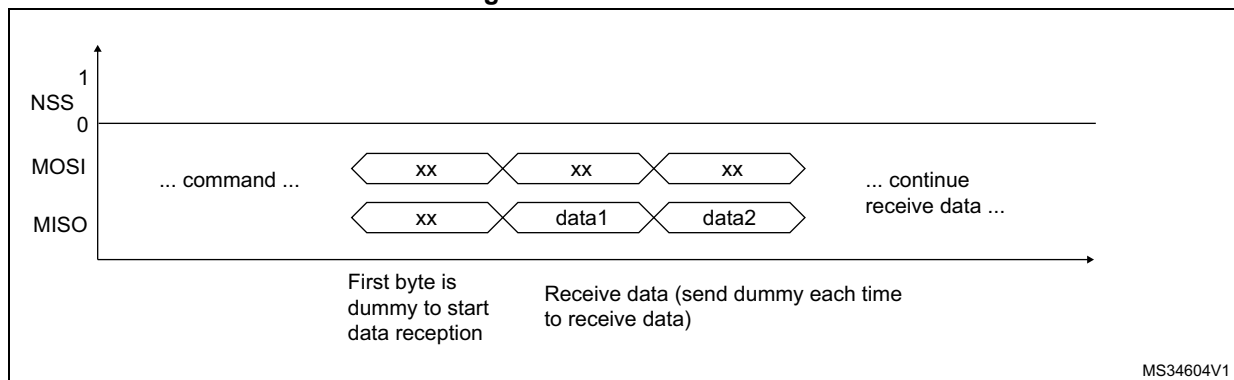 1
NSS
0
MOSI
... command ...
xx
xx
xx
... continue
receive data ...
MISO
xx
data1
data2
First byte is
dummy to start
data reception
Receive data (send dummy each time
to receive data)
MS34604V1